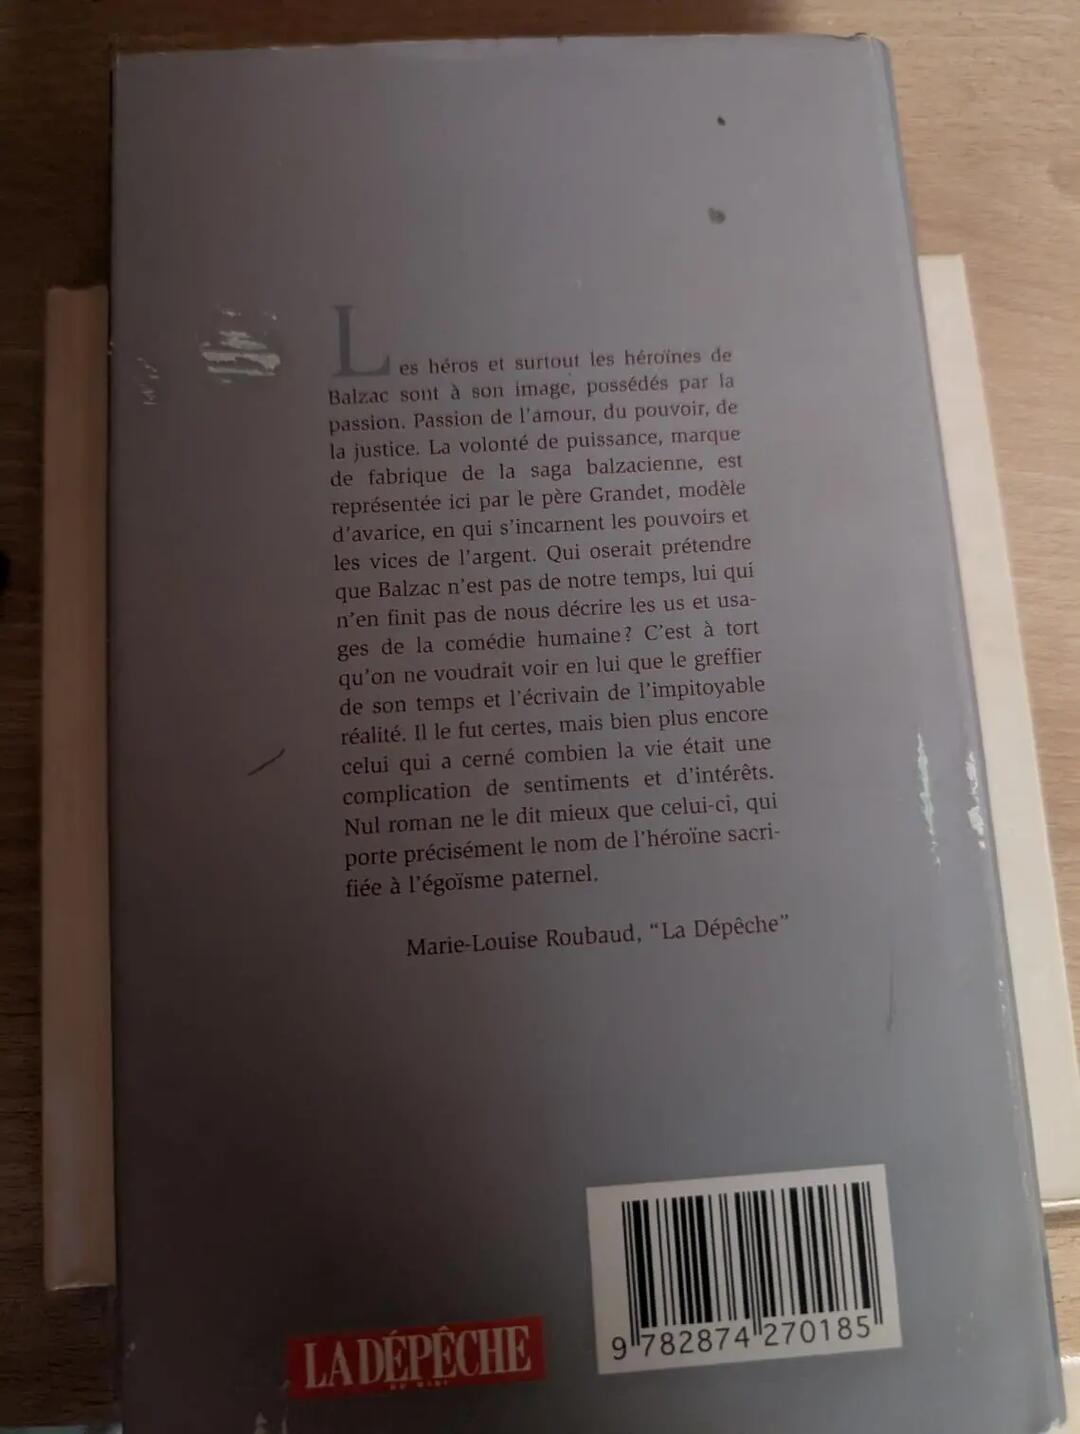 Les héros et surtout les héroïnes de
Balzac sont à son image, possédés par la
passion. Passion de l'amour, du pouvoir, de
la justice. La volonté de puissance, marque
de fabrique de la saga balzacienne, est
représentée ici par le père Grandet, modèle
d'avarice, en qui s'incarnent les pouvoirs et
les vices de l'argent. Qui oserait prétendre
que Balzac n'est pas de notre temps, lui qui
n'en finit pas de nous décrire les us et usa-
ges de la comédie humaine? C'est à tort
qu'on ne voudrait voir en lui que le greffier
de son temps et l'écrivain de l'impitoyable
réalité. Il le fut certes, mais bien plus encore
celui qui a cerné combien la vie était une
complication de sentiments et d'intérêts.
Nul roman ne le dit mieux que celui-ci, qui
porte précisément le nom de l'héroïne sacri-
fiée à l'égoïsme paternel.
Marie-Louise Roubaud, "La Dépêche"
9 782874 270185
LA DÉPÊCHE
DU MIDI